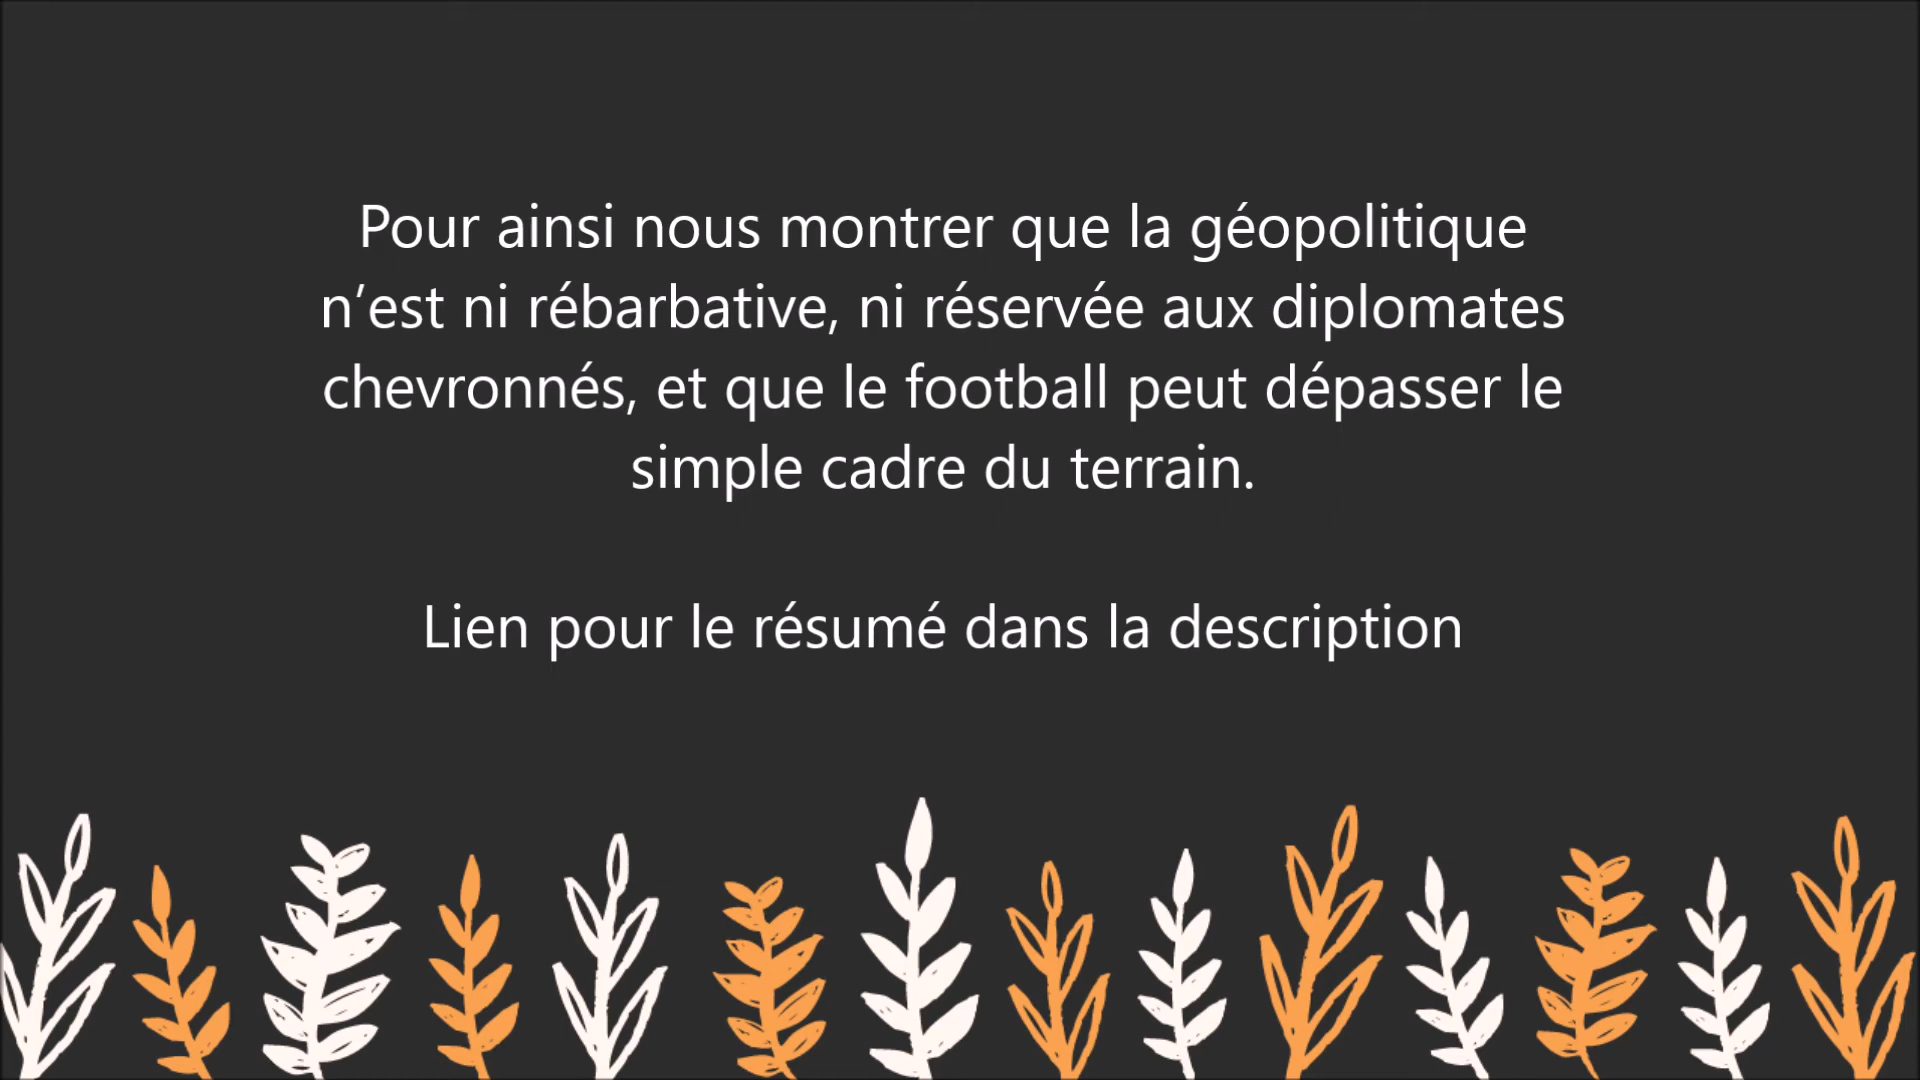 Pour ainsi nous montrer que la géopolitique
n’est ni rébarbative, ni réservée aux diplomates
chevronnés, et que le football peut dépasser le
simple cadre du terrain.
Lien pour le résumé dans la description